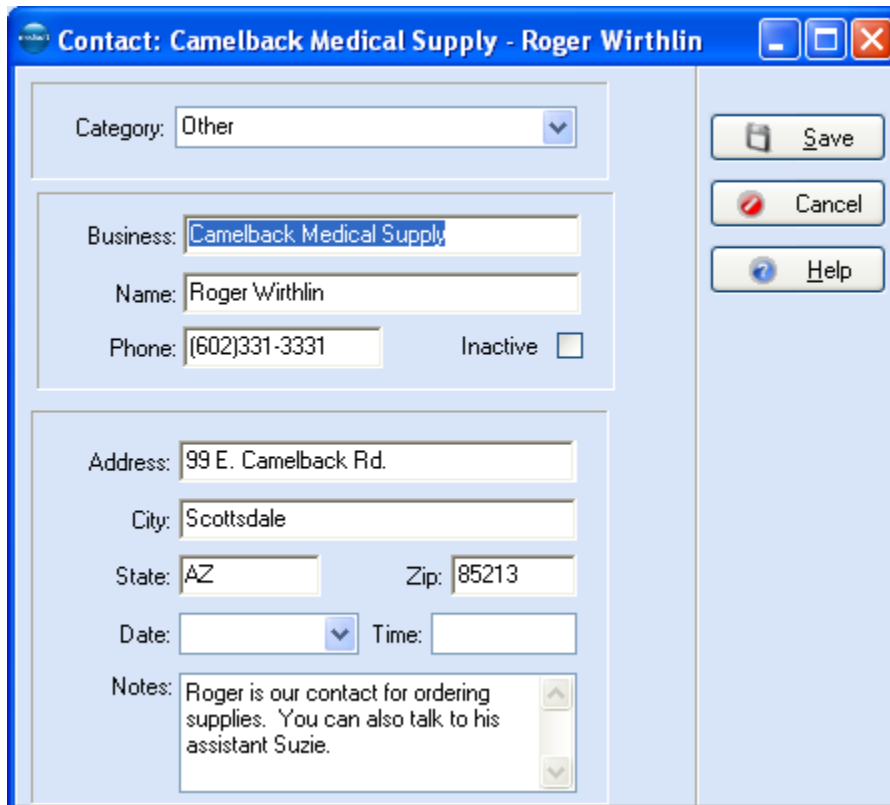 Contact: Camelback Medical Supply - Roger Wirthlin
Category: Other
Save
Cancel
Help
Business: Camelback Medical Supply
Name: Roger Wirthlin
Phone: (602)331-3331 Inactive
Address: 99 E. Camelback Rd.
City: Scottsdale
State: AZ Zip: 85213
Date: Time:
Notes: Roger is our contact for ordering
supplies. You can also talk to his
assistant Suzie.